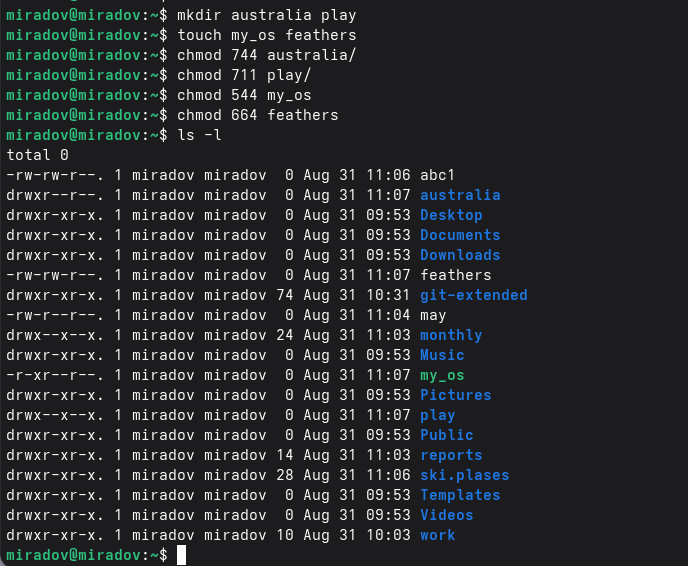 miradov@miradov:~$ mkdir australia play
miradov@miradov:~$ touch my_os feathers
miradov@miradov:~$ chmod 744 australia/
miradov@miradov:~$ chmod 711 play/
miradov@miradov:~$ chmod 544 my_os
miradov@miradov:~$ chmod 664 feathers
miradov@miradov:~$ ls -l
total 0
-rw-rw-r--. 1 miradov miradov  0 Aug 31 11:06 abc1
drwxr--r--. 1 miradov miradov  0 Aug 31 11:07 australia
drwxr-xr-x. 1 miradov miradov  0 Aug 31 09:53 Desktop
drwxr-xr-x. 1 miradov miradov  0 Aug 31 09:53 Documents
drwxr-xr-x. 1 miradov miradov  0 Aug 31 09:53 Downloads
-rw-rw-r--. 1 miradov miradov  0 Aug 31 11:07 feathers
drwxr-xr-x. 1 miradov miradov 74 Aug 31 10:31 git-extended
-rw-r--r--. 1 miradov miradov  0 Aug 31 11:04 may
drwx--x--x. 1 miradov miradov 24 Aug 31 11:03 monthly
drwxr-xr-x. 1 miradov miradov  0 Aug 31 09:53 Music
-r-xr--r--. 1 miradov miradov  0 Aug 31 11:07 my_os
drwxr-xr-x. 1 miradov miradov  0 Aug 31 09:53 Pictures
drwx--x--x. 1 miradov miradov  0 Aug 31 11:07 play
drwxr-xr-x. 1 miradov miradov  0 Aug 31 09:53 Public
drwxr-xr-x. 1 miradov miradov 14 Aug 31 11:03 reports
drwxr-xr-x. 1 miradov miradov 28 Aug 31 11:06 ski.plases
drwxr-xr-x. 1 miradov miradov  0 Aug 31 09:53 Templates
drwxr-xr-x. 1 miradov miradov  0 Aug 31 09:53 Videos
drwxr-xr-x. 1 miradov miradov 10 Aug 31 10:03 work
miradov@miradov:~$